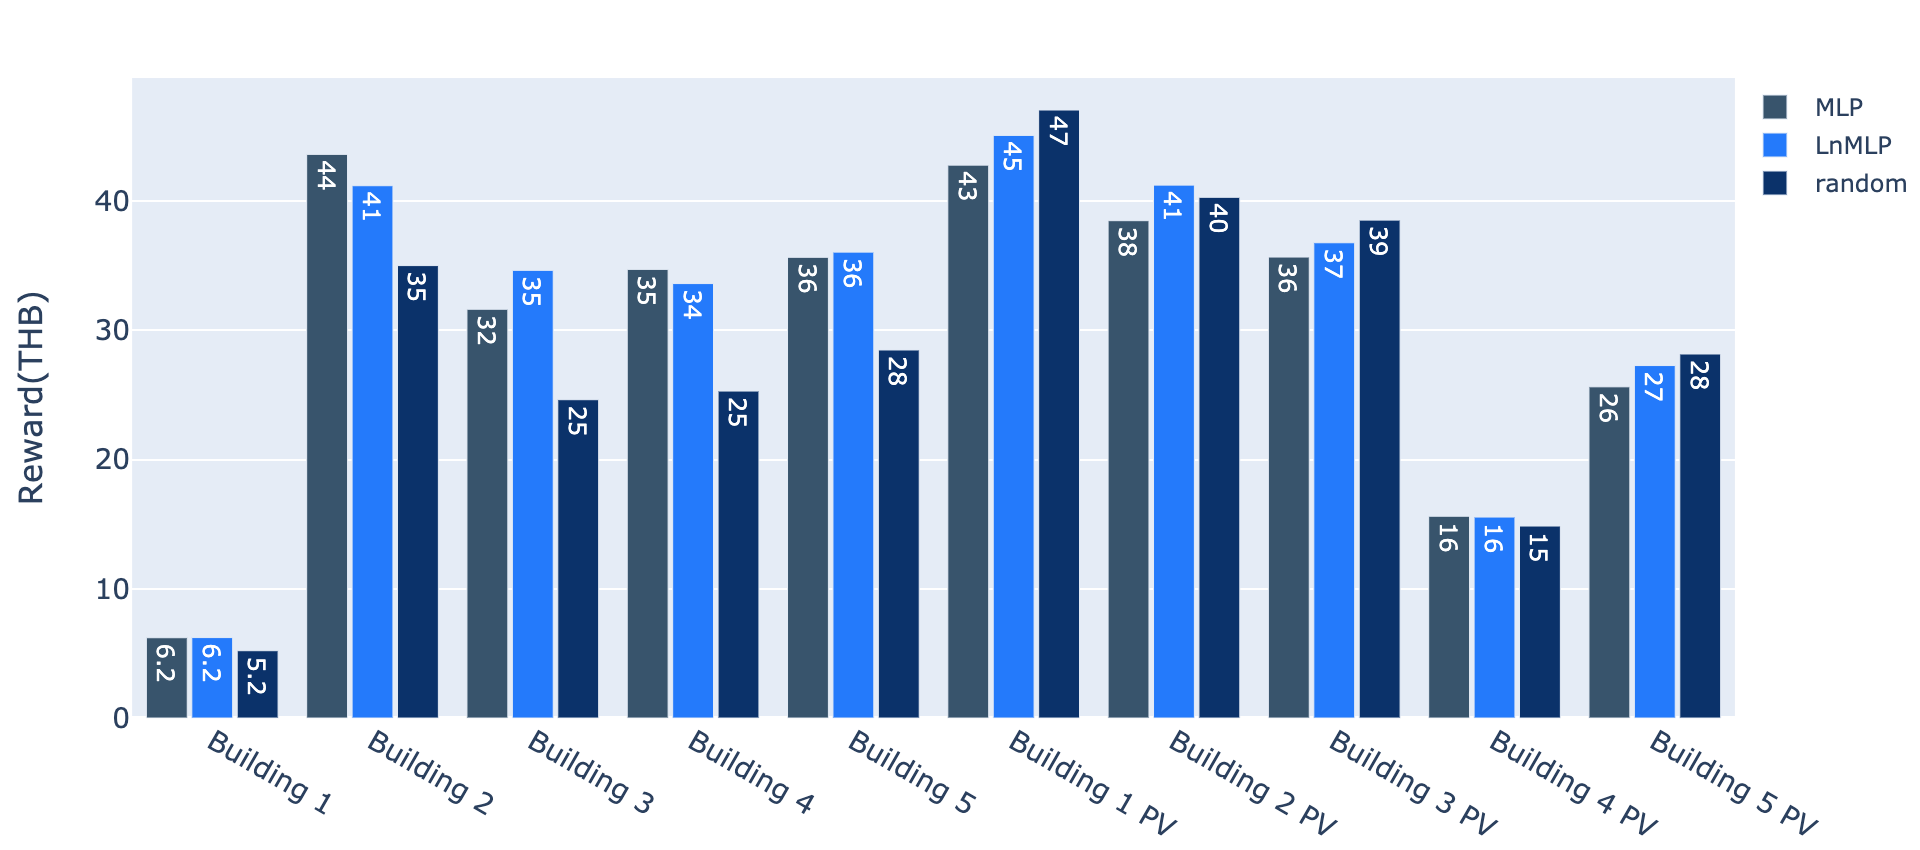 Reward(THB)
40
30
20
10
0
6.2
6.2
5.2
44
41
35
32
35
25
35
34
25
36
36
28
43
45
47
38
41
40
36
37
39
16
16
15
26
27
28
Building 1
Building 2
Building 3
Building 4
Building 5
Building 1 PV
Building 2 PV
Building 3 PV
Building 4 PV
Building 5 PV
MLP
LnMLP
random